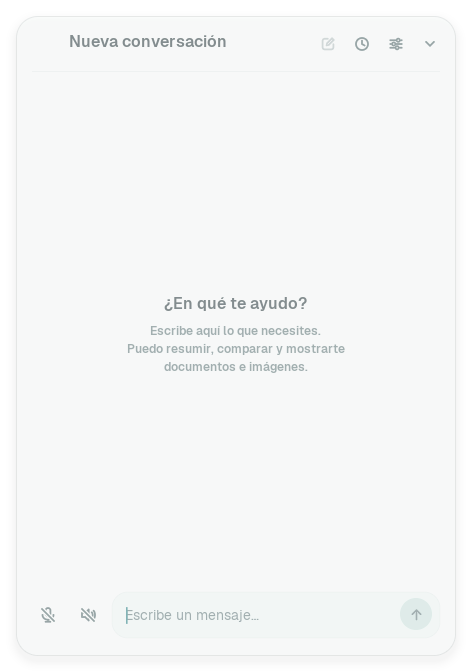 Nueva conversación
¿En qué te ayudo?
Escribe aquí lo que necesites.
Puedo resumir, comparar y mostrarte
documentos e imágenes.
Escribe un mensaje...